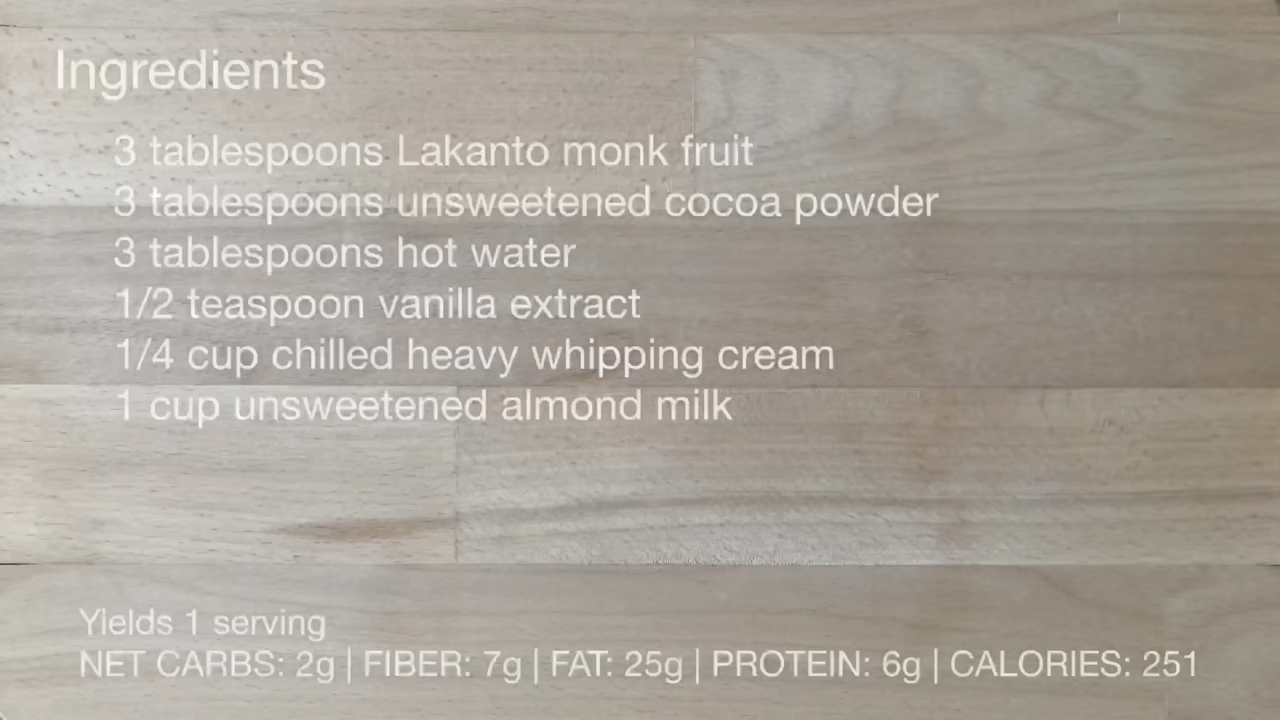 Ingredients
3 tablespoons Lakanto monk fruit
3 tablespoons unsweetened cocoa powder
3 tablespoons hot water
1/2 teaspoon vanilla extract
1/4 cup chilled heavy whipping cream
1 cup unsweetened almond milk
Yields 1 serving
NET CARBS: 2g | FIBER: 7g | FAT: 25g | PROTEIN: 6g | CALORIES: 251